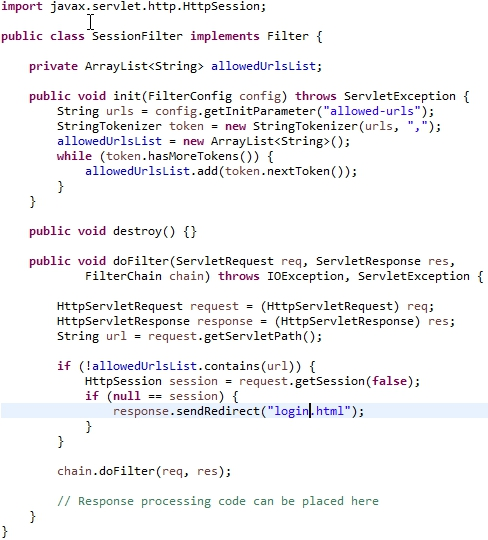 import javax.servlet.http.HttpSession;
public class SessionFilter implements Filter {
private ArrayList<String> allowedUrlsList;
public void init(FilterConfig config) throws ServletException {
String urls = config.getInitParameter("allowed-urls");
StringTokenizer token = new StringTokenizer(urls, ",");
allowedUrlsList = new ArrayList<String>();
while (token.hasMoreTokens()) {
allowedUrlsList.add(token.nextToken());
}
}
public void destroy() {}
public void doFilter(ServletRequest req, ServletResponse res,
FilterChain chain) throws IOException, ServletException {
HttpServletRequest request = (HttpServletRequest) req;
HttpServletResponse response = (HttpServletResponse) res;
String url = request.getServletPath();
if (!allowedUrlsList.contains(url)) {
HttpSession session = request.getSession(false);
if (null == session) {
response.sendRedirect("login.html");
}
}
chain.doFilter(req, res);
// Response processing code can be placed here
}
}